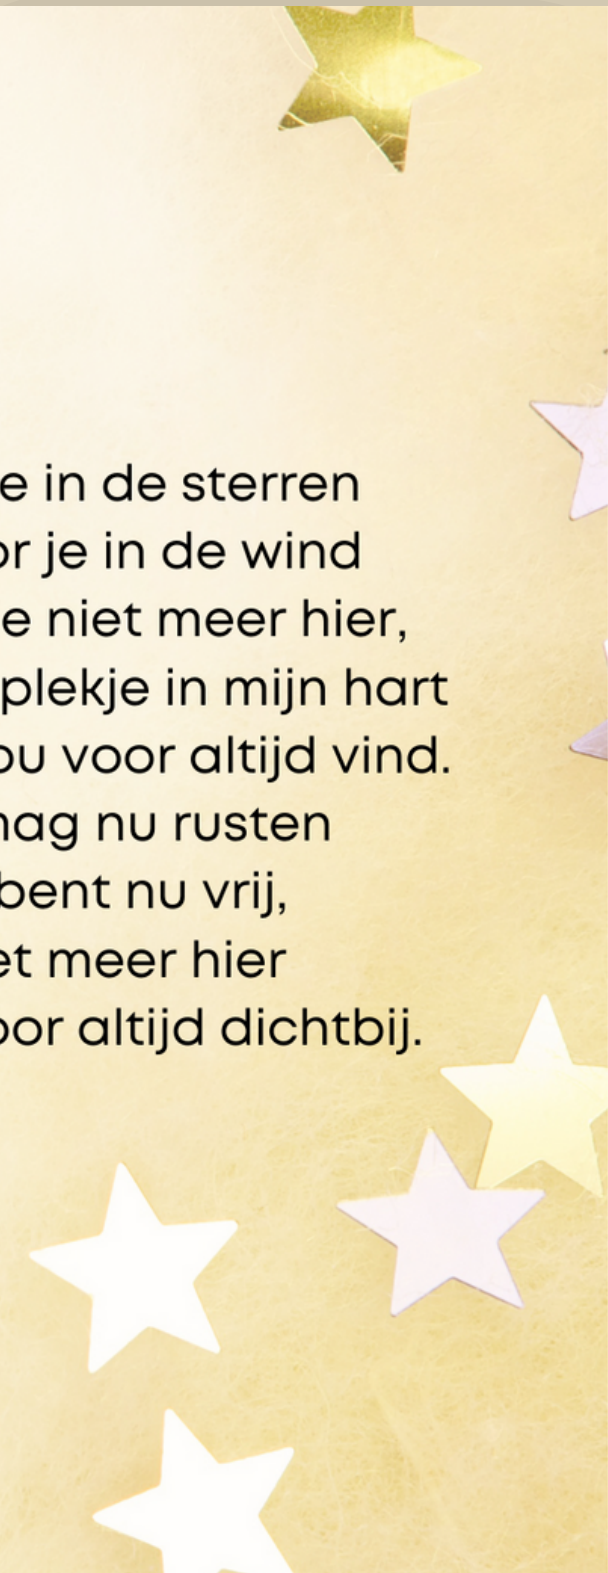 e in de sterren
or je in de wind
e niet meer hier,
plekje in mijn hart
ou voor altijd vind.
mag nu rusten
bent nu vrij,
et meer hier
oor altijd dichtbij.